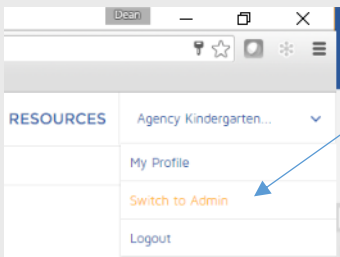 Dean
RESOURCES Agency Kindergarten...
My Profile
Switch to Admin
Logout